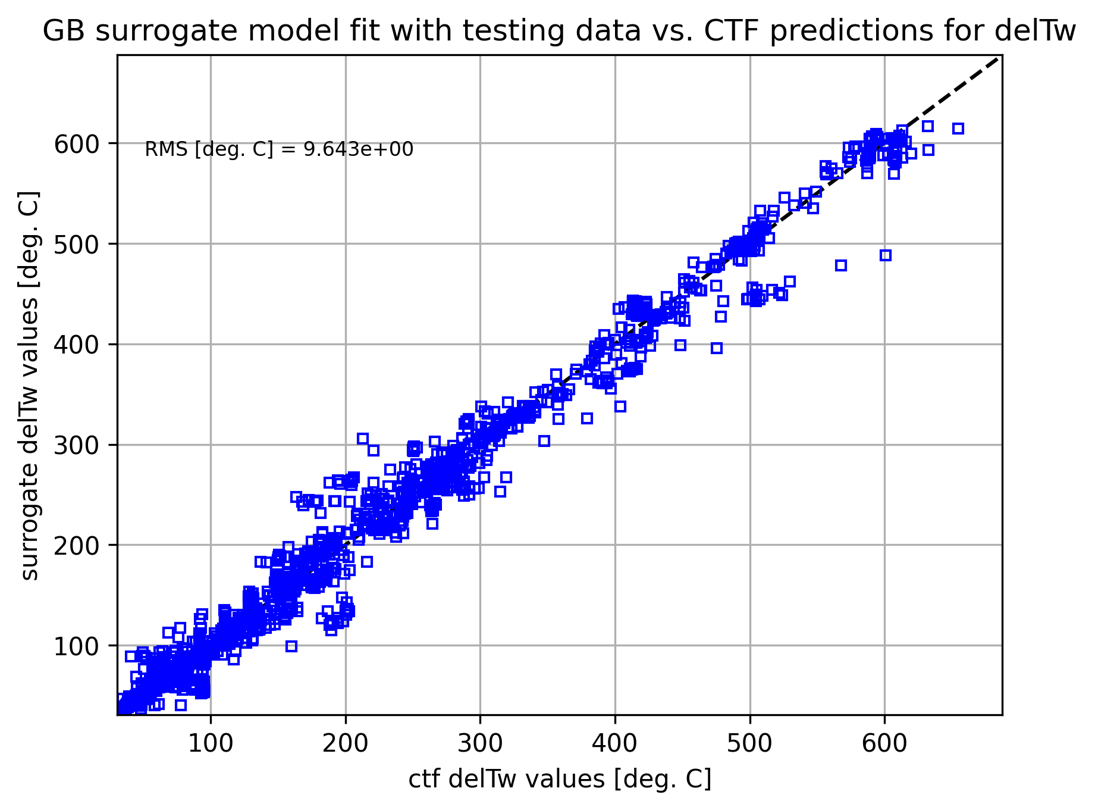 GB surrogate model fit with testing data vs. CTF predictions for delTw
RMS [deg. C] = 9.643e+00
surrogate delTw values [deg. C]
600
500
400
300
200
100
100 200 300 400 500 600
ctf delTw values [deg. C]